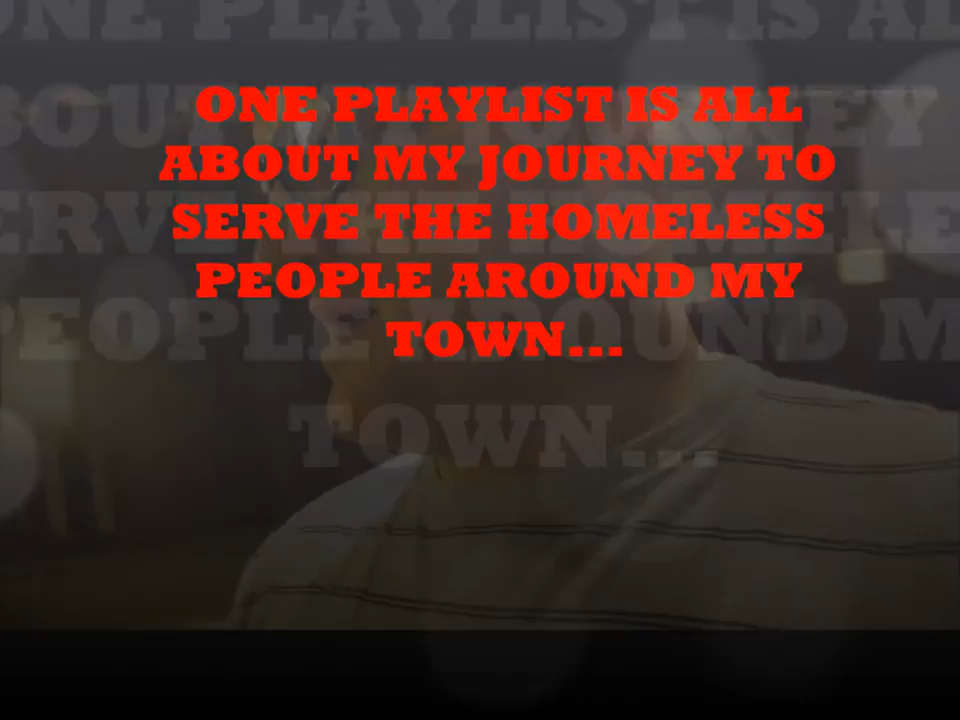 ONE PLAYLIST IS ALL
ABOUT MY JOURNEY TO
SERVE THE HOMELESS
PEOPLE AROUND MY
TOWN...